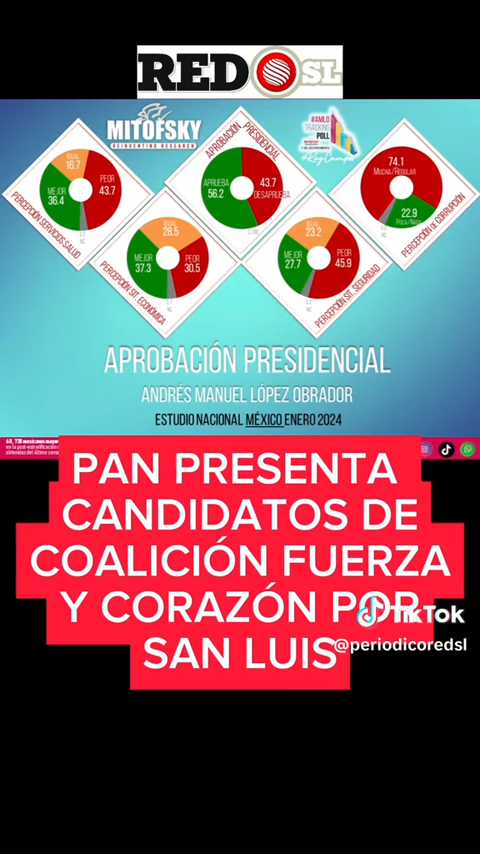 RED SL
MITOFSKY
REINVENTING RESEARCH
#AMLO
TRACKING
POLL
#RoyCampos
IGUAL
16.7
MEJOR
36.4
PEOR
43.7
PERCEPCIÓN SERVICIOS SALUD
APROBACIÓN PRESIDENCIAL
APRUEBA
56.2
43.7
DESAPRUEBA
74.1
MUCHA/REGULAR
22.9
POCA/NADA
PERCEPCIÓN DE CORRUPCIÓN
IGUAL
28.5
MEJOR
37.3
PEOR
30.5
PERCEPCIÓN SIT. ECONÓMICA
IGUAL
23.2
MEJOR
27.7
PEOR
45.9
PERCEPCIÓN SIT. SEGURIDAD
APROBACIÓN PRESIDENCIAL
ANDRÉS MANUEL LÓPEZ OBRADOR
ESTUDIO NACIONAL MÉXICO ENERO 2024
PAN PRESENTA
CANDIDATOS DE
COALICIÓN FUERZA
Y CORAZÓN POR
SAN LUIS
TikTok
@periodicoredsl